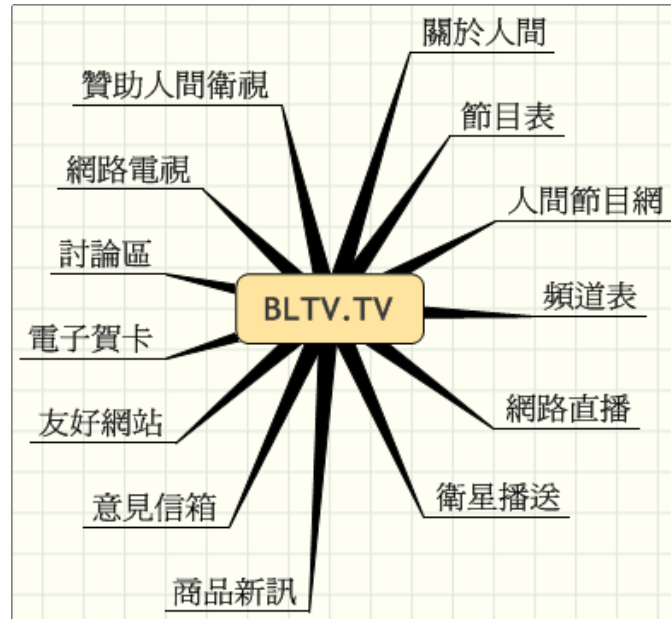 關於人間
贊助人間衛視
節目表
網路電視
人間節目網
討論區
BLTV.TV
頻道表
電子賀卡
友好網站
網路直播
意見信箱
衛星播送
商品新訊